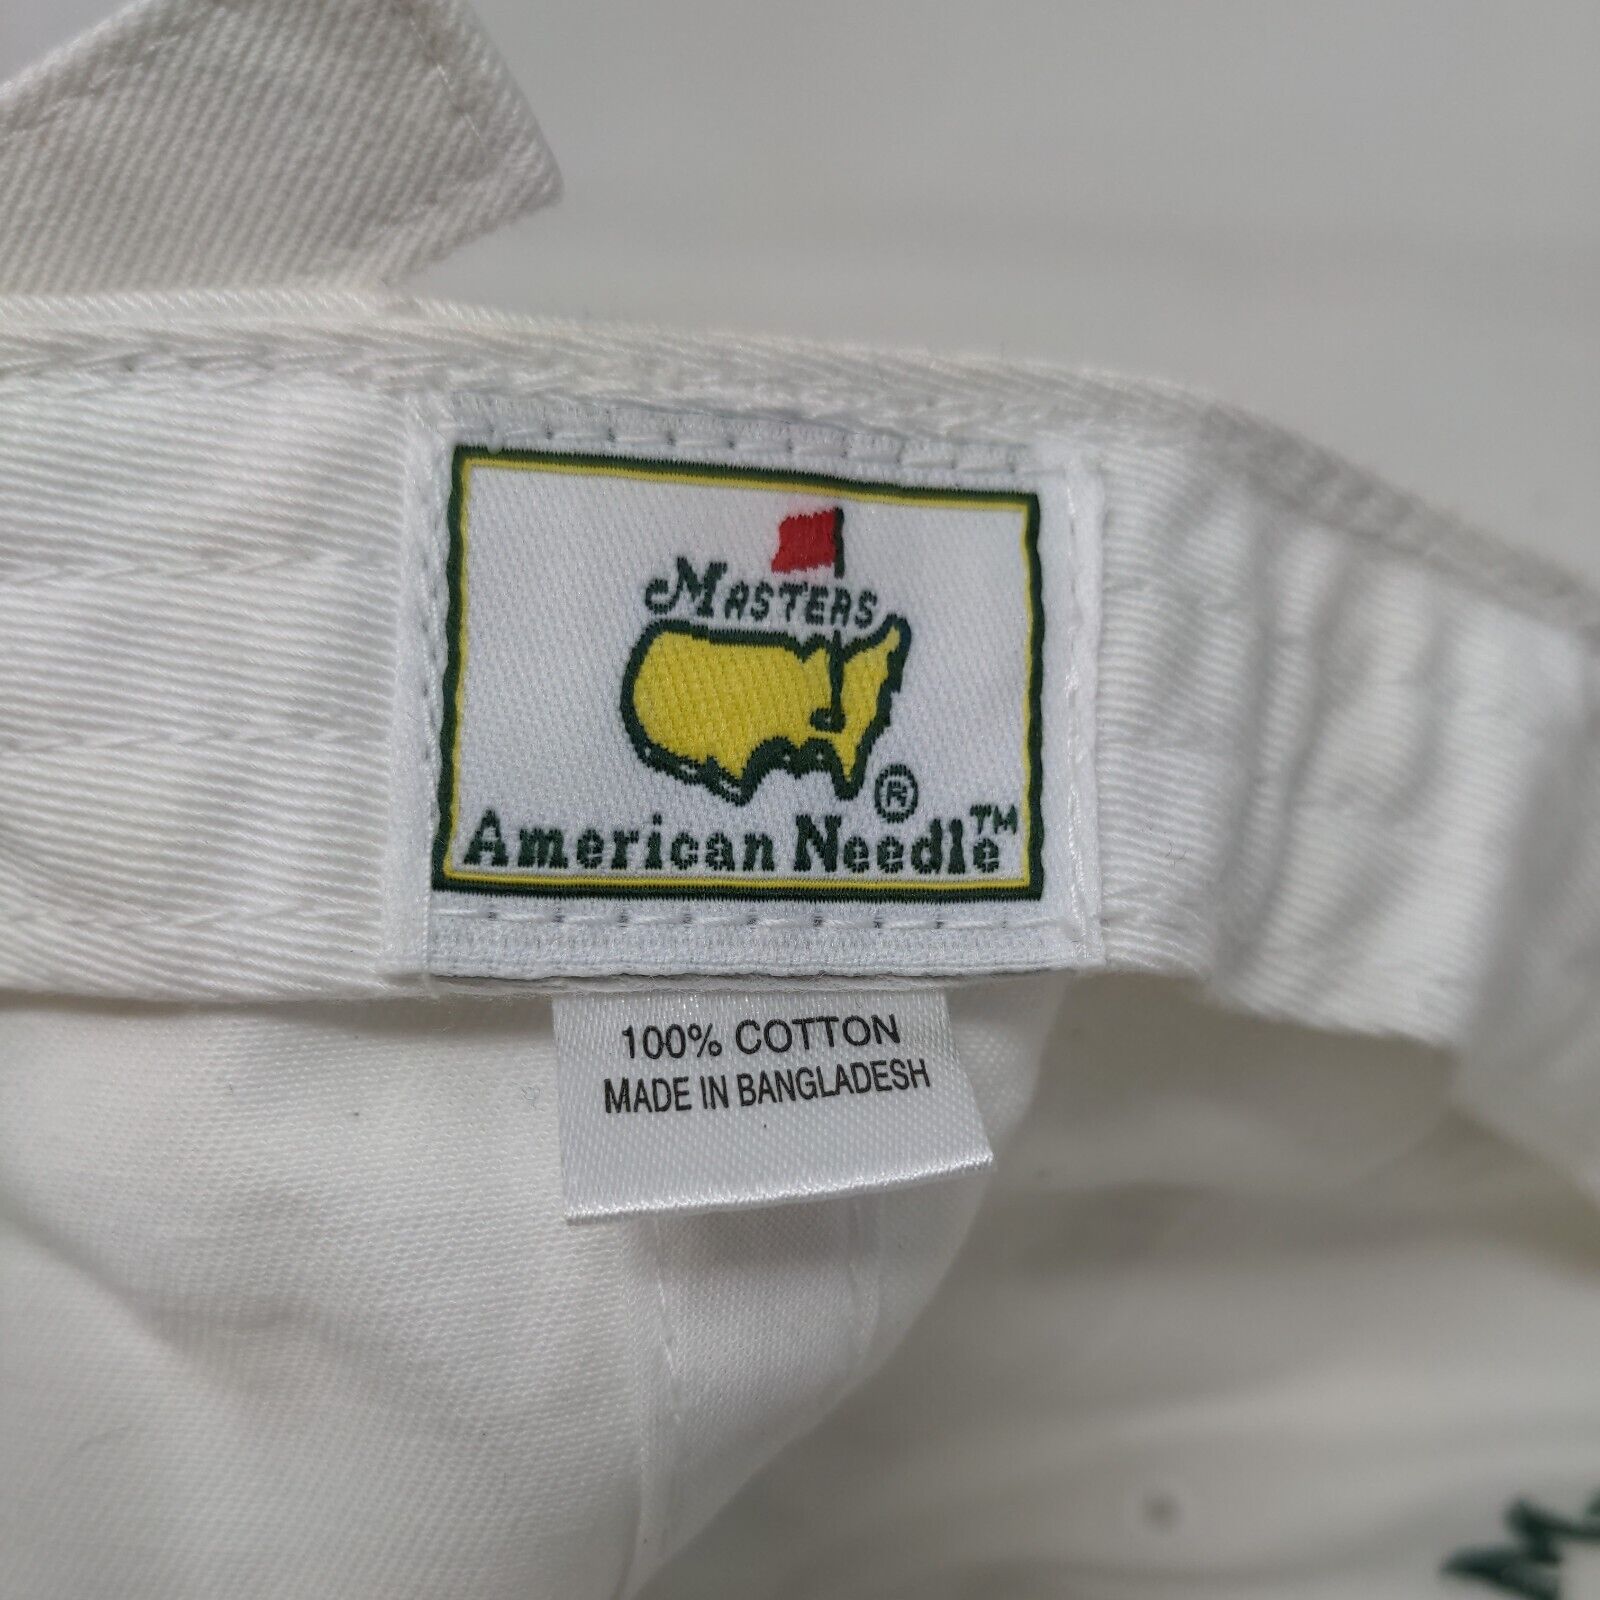 Masters
®
American Needle™
100% COTTON
MADE IN BANGLADESH